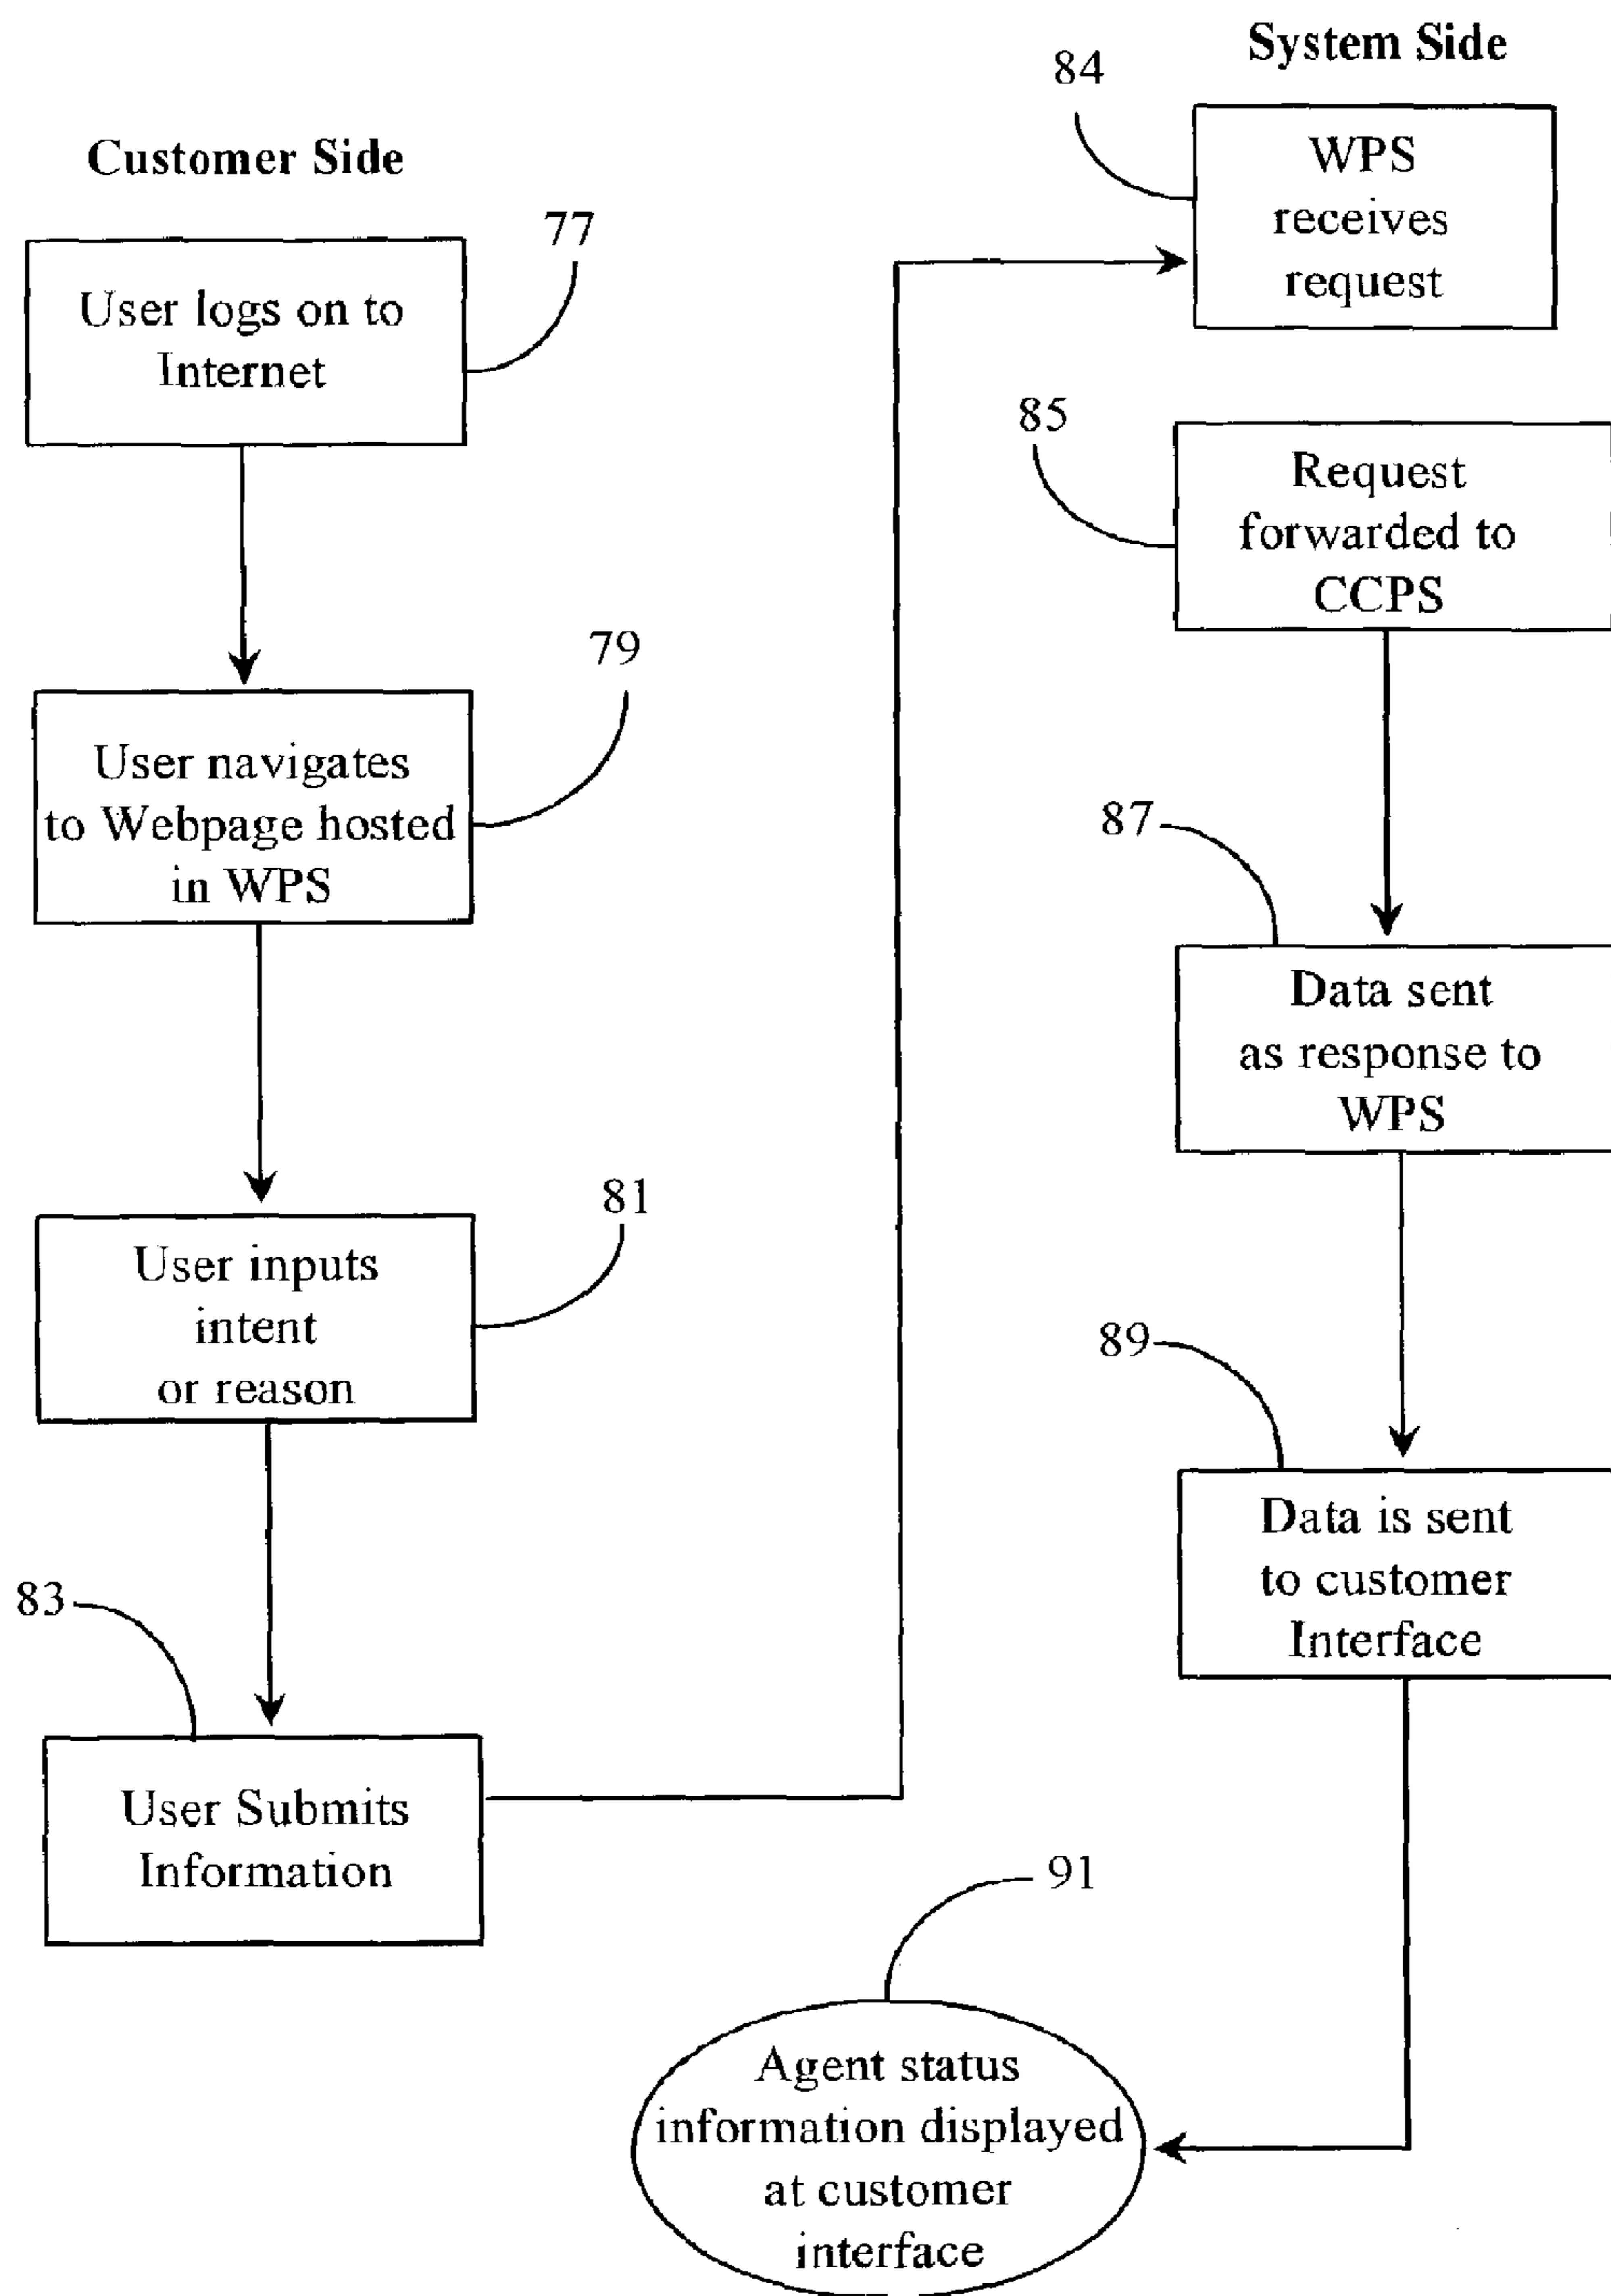 Customer Side
77
User logs on to
Internet
79
User navigates
to Webpage hosted
in WPS
81
User inputs
intent
or reason
83
User Submits
Information
System Side
84
WPS
receives
request
85
Request
forwarded to
CCPS
87
Data sent
as response to
WPS
89
Data is sent
to customer
Interface
91
Agent status
information displayed
at customer
interface